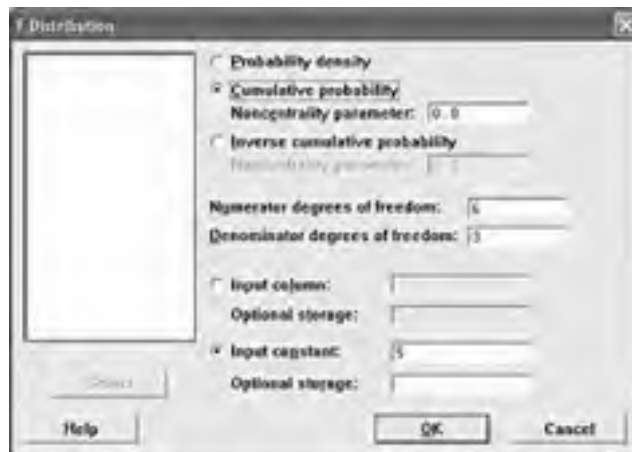 F Distribution
Probability density
Cumulative probability
Noncentrality parameter: 0.0
Inverse cumulative probability
Noncentrality parameter:
Numerator degrees of freedom:
Denominator degrees of freedom: 3
Input column:
Optional storage:
Input constant: 5
Optional storage:
Select
Help
OK
Cancel